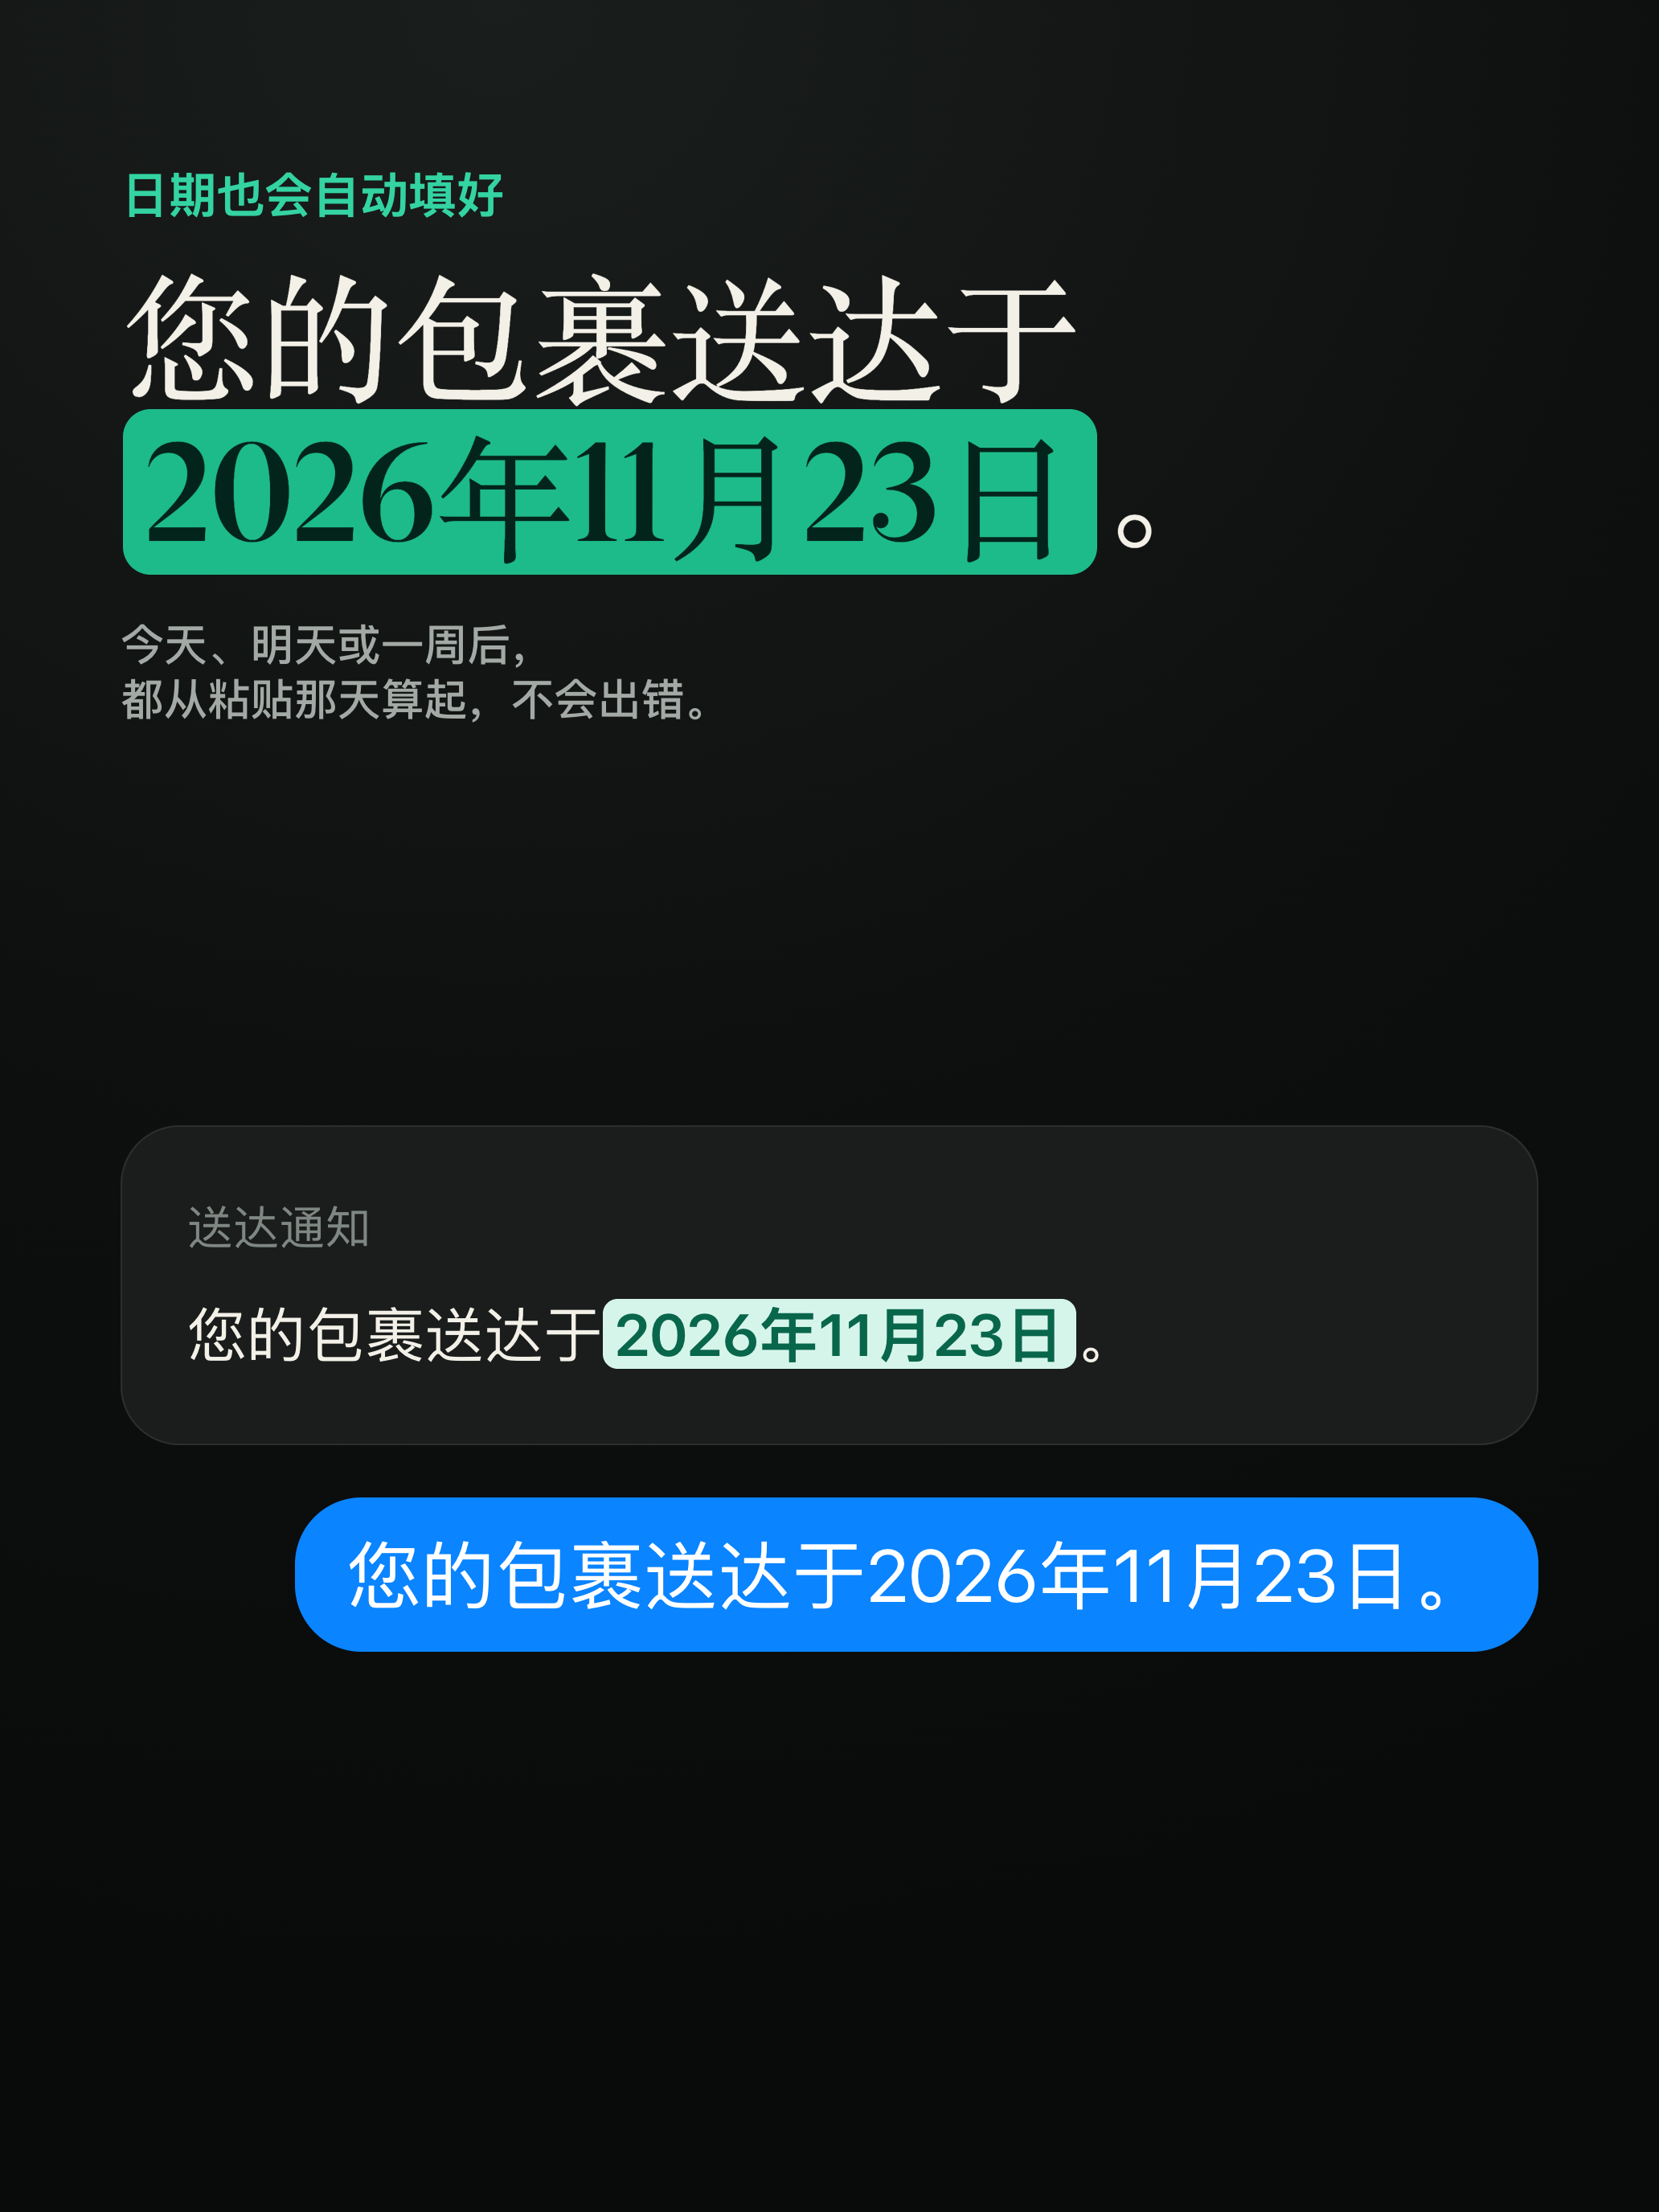 日期也会自动填好
您的包裹送达于
2026年11月23日。
今天、明天或一周后，
都从粘贴那天算起，不会出错。
送达通知
您的包裹送达于2026年11月23日。
您的包裹送达于2026年11月23日。